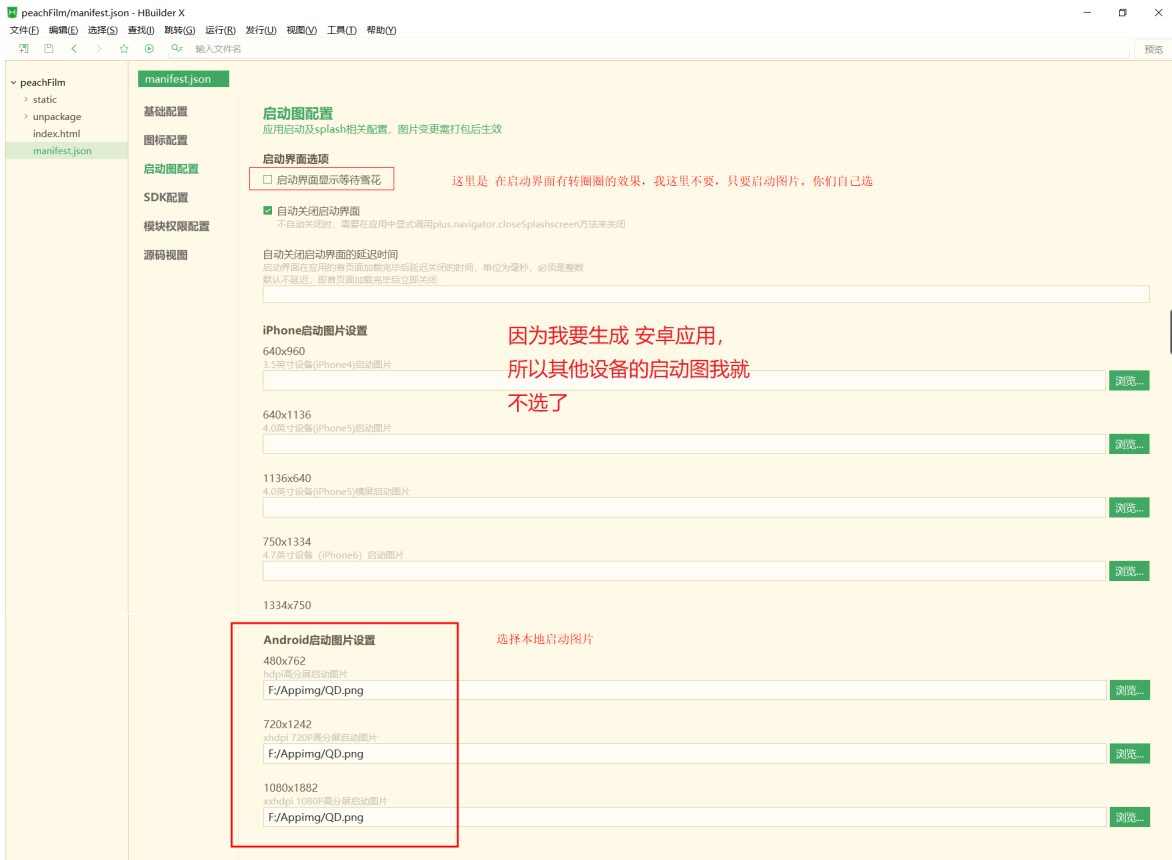 peachFilm/manifest.json - HBuilder X
文件(F) 编辑(E) 选择(S) 查找(I) 跳转(G) 运行(R) 发行(U) 视图(V) 工具(T) 帮助(Y)
输入文件名
预览
peachFilm
static
unpackage
index.html
manifest.json
manifest.json
基础配置
图标配置
启动图配置
SDK配置
模块权限配置
源码视图
启动图配置
应用启动及splash相关配置，图片变更需打包后生效
启动界面选项
启动界面显示等待雪花
这里是 在启动界面有转圈圈的效果，我这里不要，只要启动图片。你们自己选
自动关闭启动界面
不自动关闭时，需要在应用中显式调用plus.navigator.closeSplashscreen方法来关闭
自动关闭启动界面的延迟时间
启动界面在应用的首页面加载完毕后延迟关闭的时间，单位为毫秒，必须是整数
默认不延迟，即首页面加载完毕后立即关闭
iPhone启动图片设置
因为我要生成 安卓应用，
所以其他设备的启动图我就
不选了
640x960
3.5英寸设备(iPhone4)启动图片
浏览...
640x1136
4.0英寸设备(iPhone5)启动图片
浏览...
1136x640
4.0英寸设备(iPhone5)横屏启动图片
浏览...
750x1334
4.7英寸设备（iPhone6）启动图片
浏览...
1334x750
Android启动图片设置
选择本地启动图片
480x762
hdpi高分屏启动图片
F:/Appimg/QD.png
浏览...
720x1242
xhdpi 720P高分屏启动图片
F:/Appimg/QD.png
浏览...
1080x1882
xxhdpi 1080P高分屏启动图片
F:/Appimg/QD.png
浏览...